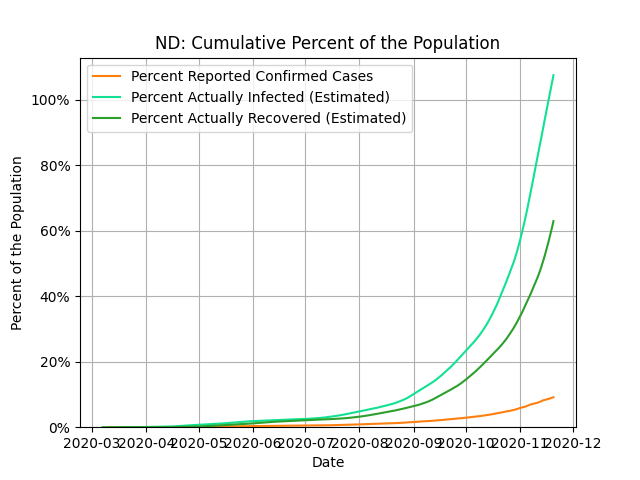 ND: Cumulative Percent of the Population
Percent Reported Confirmed Cases
Percent Actually Infected (Estimated)
Percent Actually Recovered (Estimated)
100%
80%
60%
40%
20%
0%
Percent of the Population
2020-03 2020-04 2020-05 2020-06 2020-07 2020-08 2020-09 2020-10 2020-11 2020-12
Date